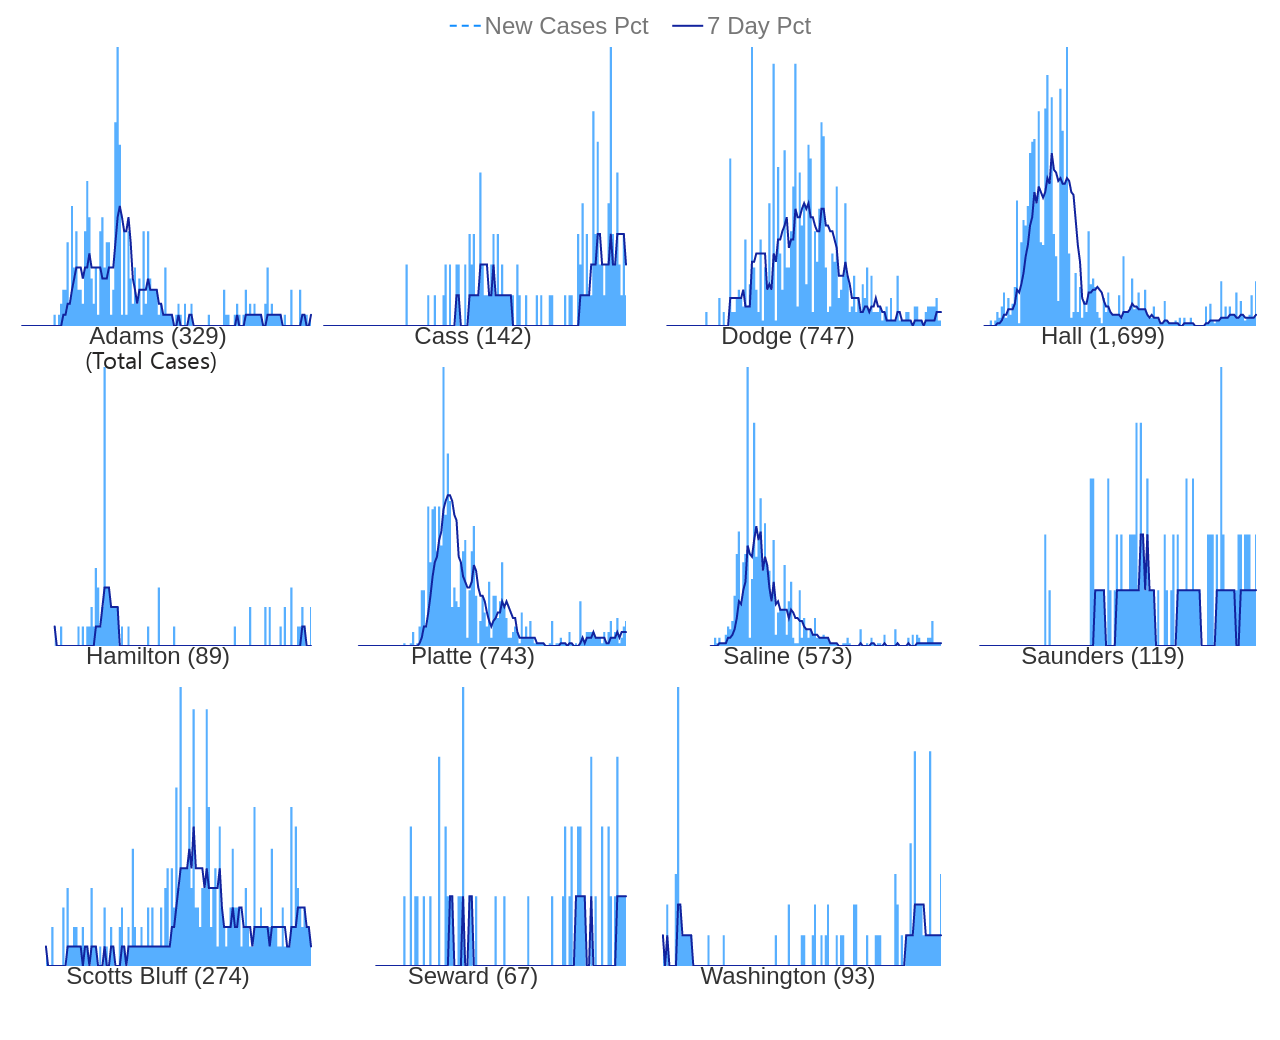 New Cases Pct 7 Day Pct
Adams (329) Cass (142) Dodge (747) Hall (1,699)
(Total Cases)
Hamilton (89) Platte (743) Saline (573) Saunders (119)
Scotts Bluff (274) Seward (67) Washington (93)